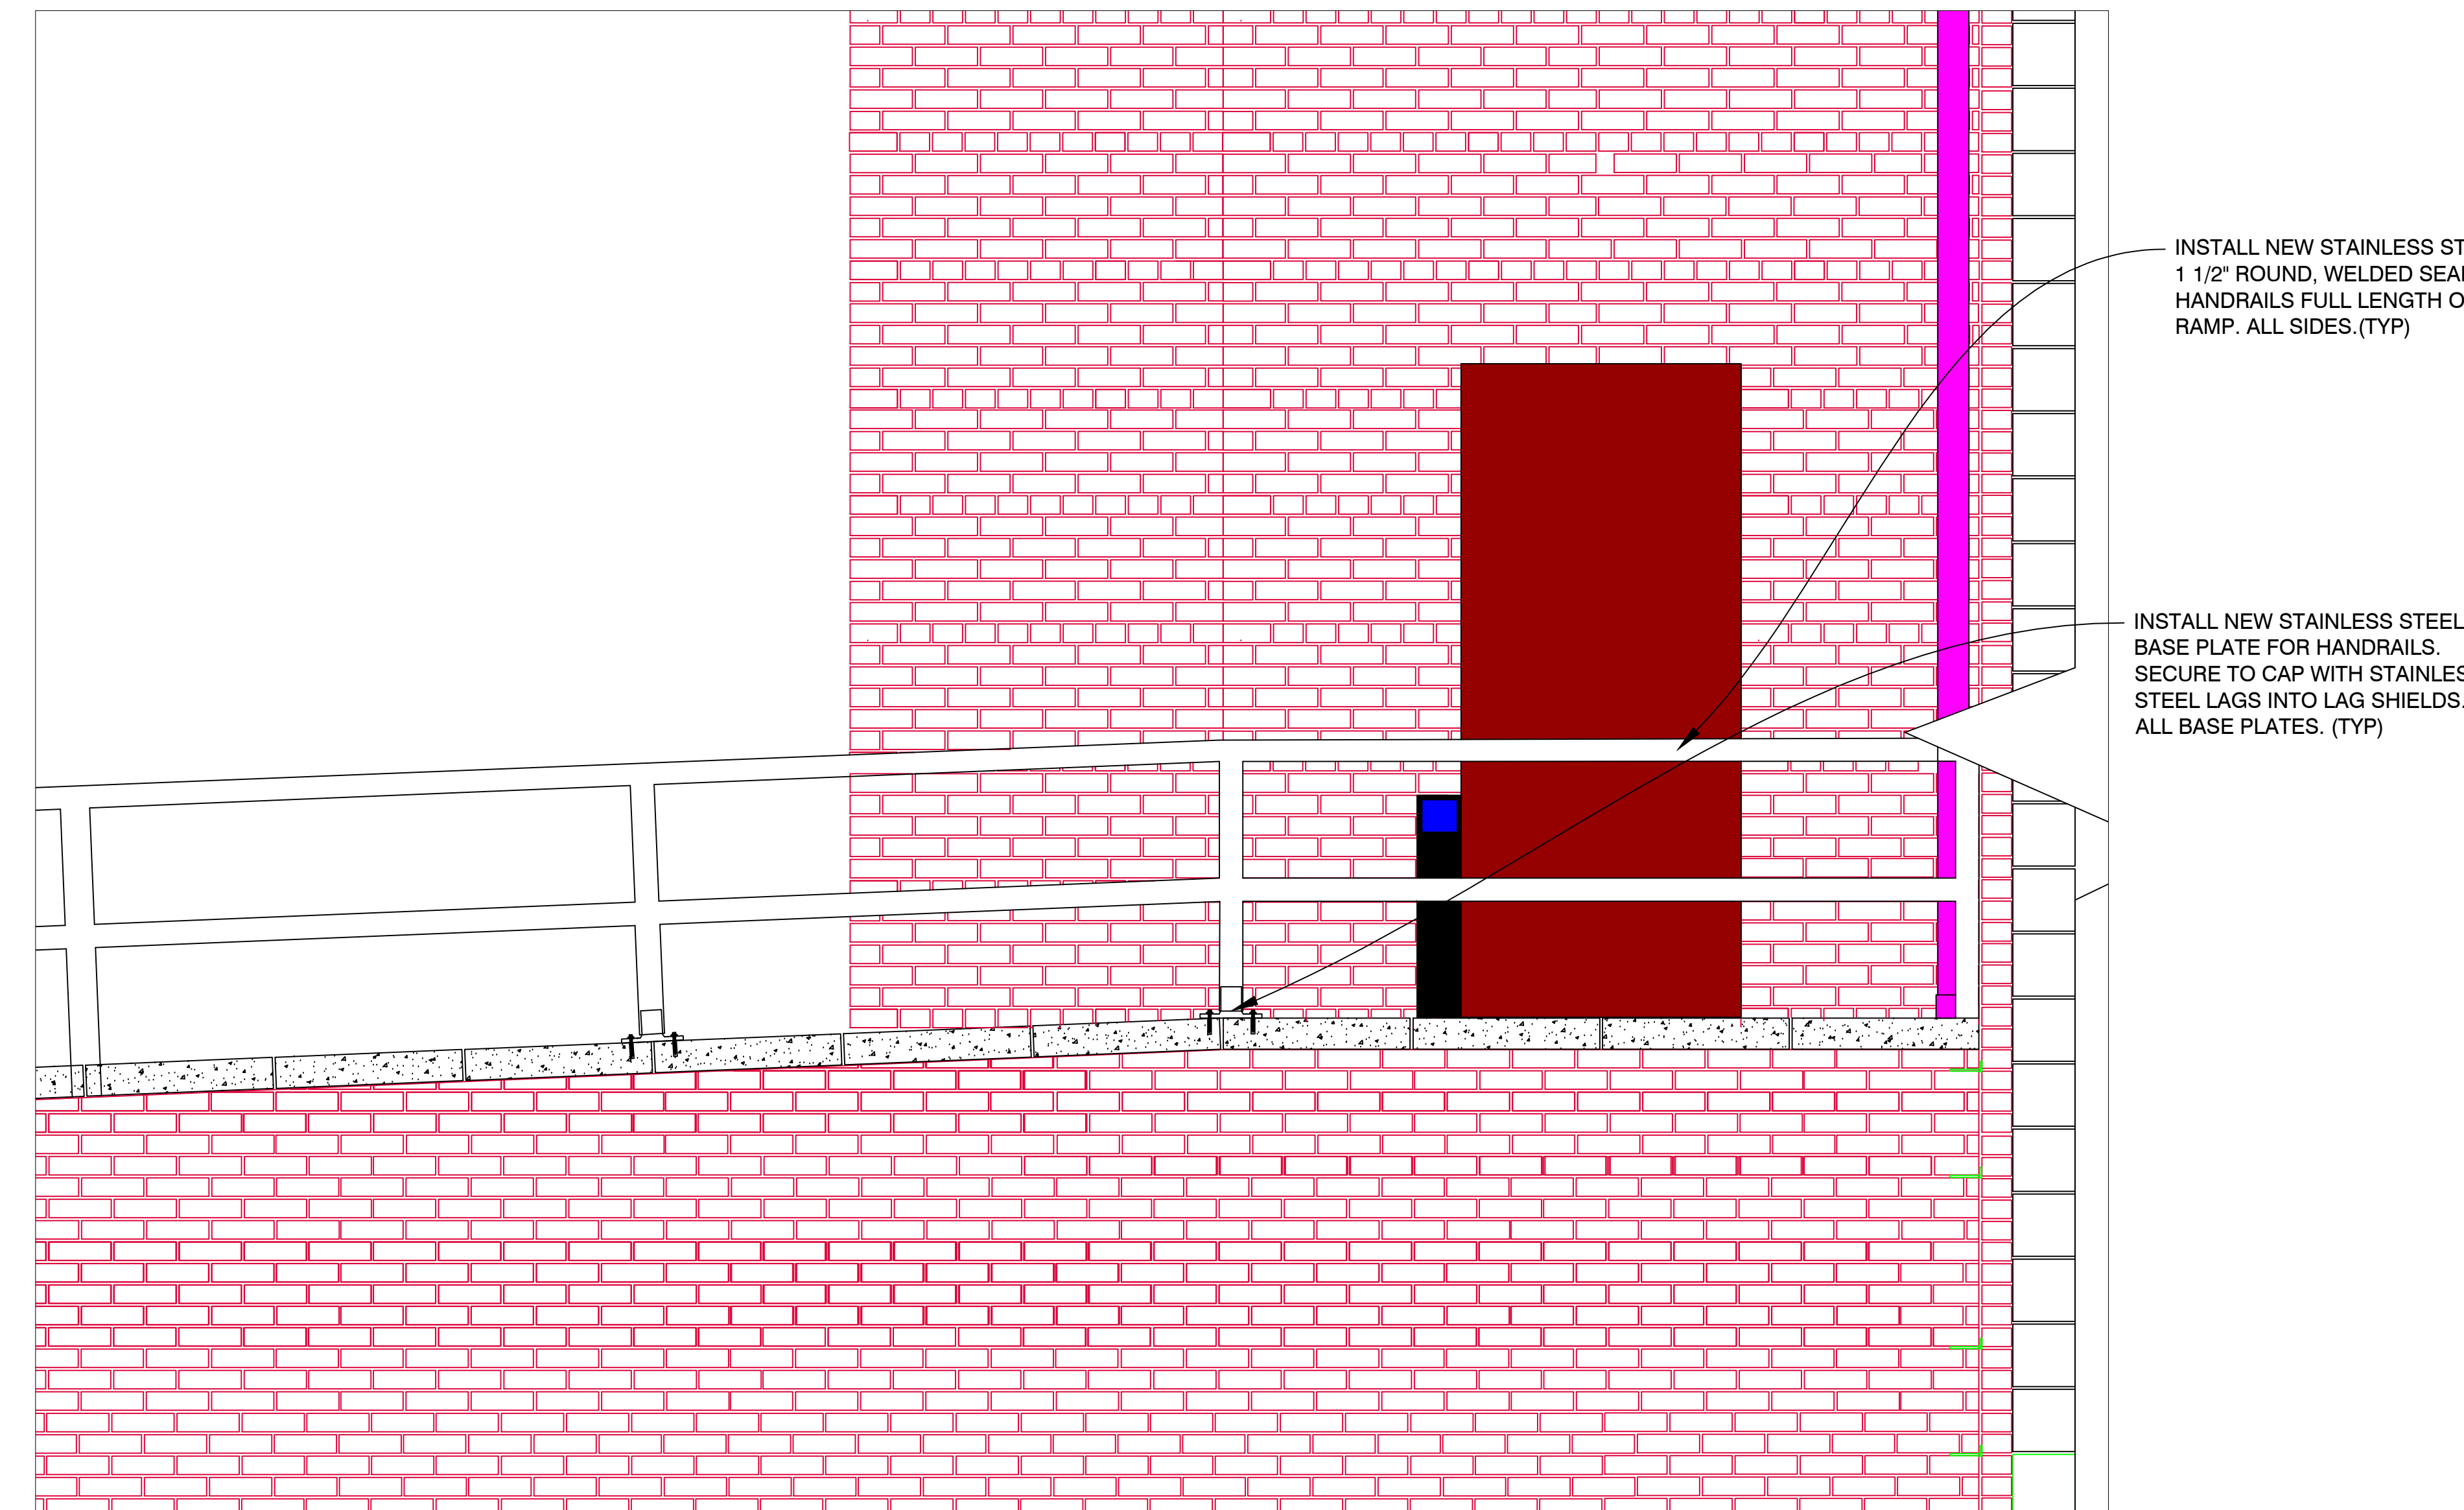 INSTALL NEW STAINLESS ST
1 1/2" ROUND, WELDED SEA
HANDRAILS FULL LENGTH O
RAMP. ALL SIDES.(TYP)
INSTALL NEW STAINLESS STEEL
BASE PLATE FOR HANDRAILS.
SECURE TO CAP WITH STAINLES
STEEL LAGS INTO LAG SHIELDS.
ALL BASE PLATES. (TYP)